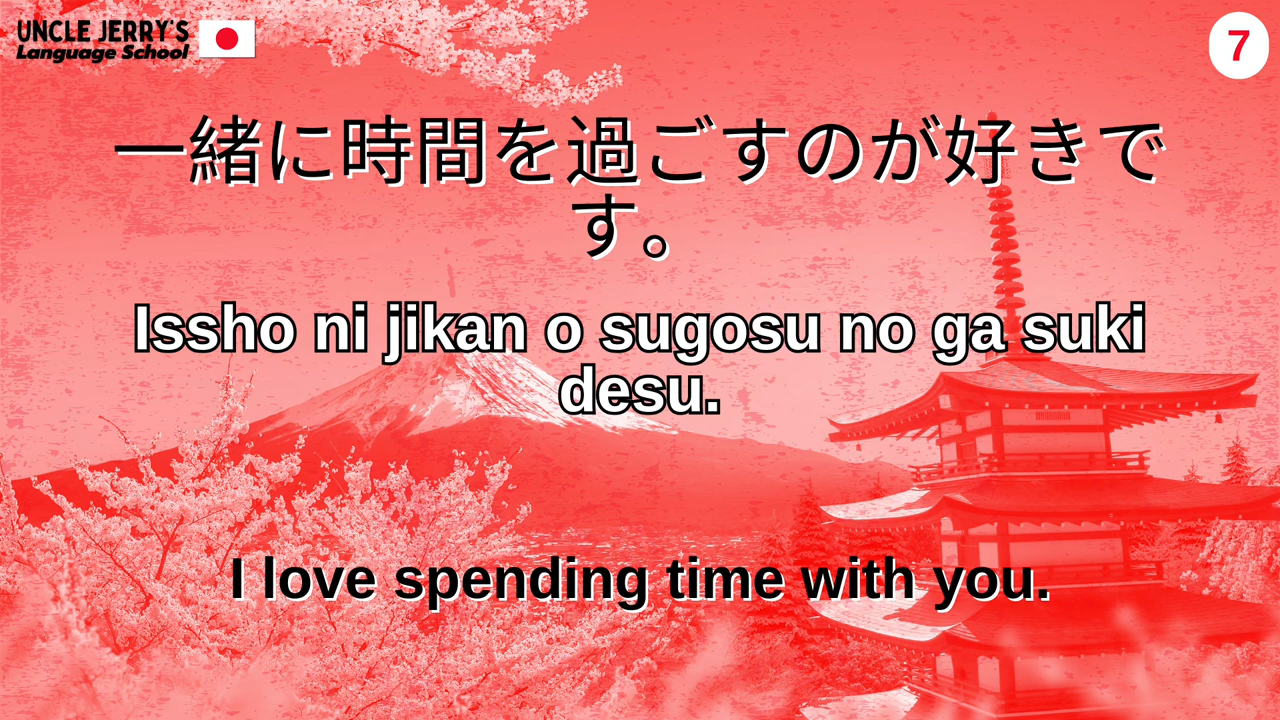 UNCLE JERRY'S
Language School
7
一緒に時間を過ごすのが好きで
す。
Issho ni jikan o sugosu no ga suki
desu.
I love spending time with you.